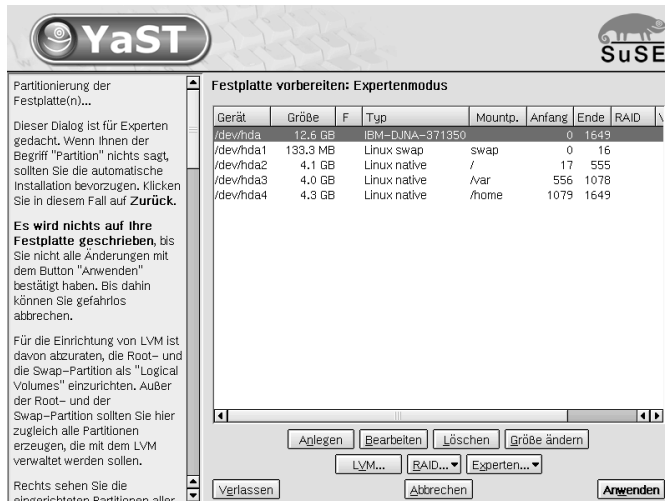 YaST
SuSE
Partitionierung der
Festplatte(n)...
Dieser Dialog ist für Experten
gedacht. Wenn Ihnen der
Begriff "Partition" nichts sagt,
sollten Sie die automatische
Installation bevorzugen. Klicken
Sie in diesem Fall auf Zurück.
Es wird nichts auf Ihre
Festplatte geschrieben, bis
Sie nicht alle Änderungen mit
dem Button "Anwenden"
bestätigt haben. Bis dahin
können Sie gefahrlos
abbrechen.
Für die Einrichtung von LVM ist
davon abzuraten, die Root- und
die Swap-Partition als "Logical
Volumes" einzurichten. Außer
der Root- und der
Swap-Partition sollten Sie hier
zugleich alle Partitionen
erzeugen, die mit dem LVM
verwaltet werden sollen.
Rechts sehen Sie die
eingerichteten Partitionen aller
Festplatte vorbereiten: Expertenmodus
Gerät Größe F Typ Mountp. Anfang Ende RAID
/dev/hda 12.6 GB IBM-DJNA-371350 0 1649
/dev/hda1 133.3 MB Linux swap swap 0 16
/dev/hda2 4.1 GB Linux native / 17 555
/dev/hda3 4.0 GB Linux native /var 556 1078
/dev/hda4 4.3 GB Linux native /home 1079 1649
Anlegen Bearbeiten Löschen Größe ändern
LVM... RAID... Experten...
Verlassen Abbrechen Anwenden